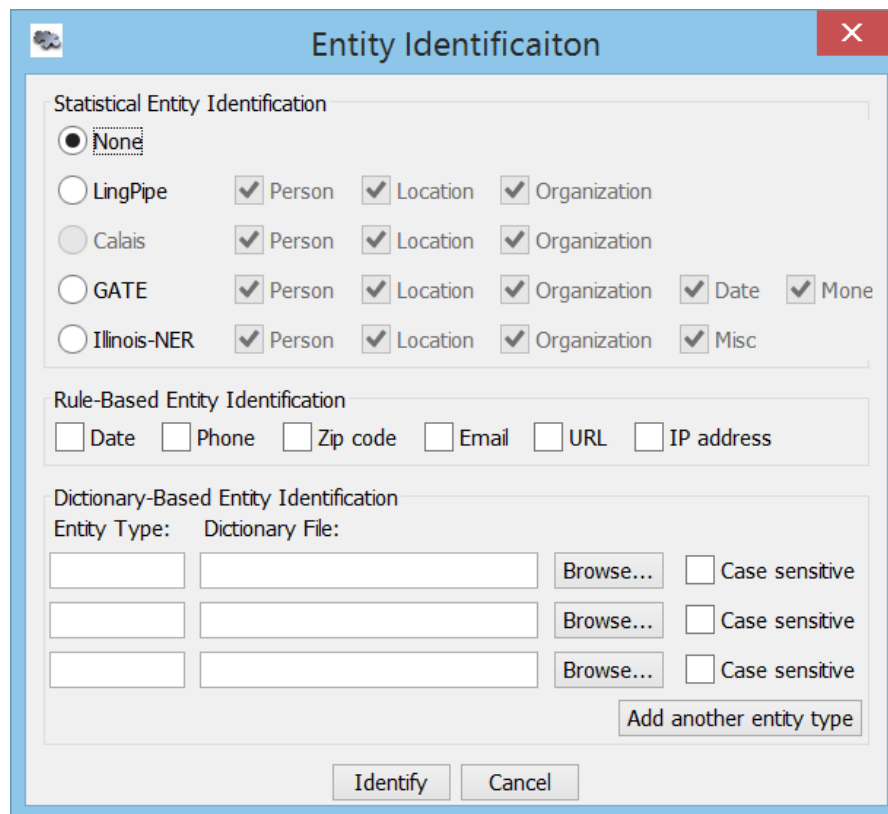 Entity Identificaiton
Statistical Entity Identification
None
LingPipe Person Location Organization
Calais Person Location Organization
GATE Person Location Organization Date Mone
Illinois-NER Person Location Organization Misc
Rule-Based Entity Identification
Date Phone Zip code Email URL IP address
Dictionary-Based Entity Identification
Entity Type: Dictionary File:
Browse... Case sensitive
Browse... Case sensitive
Browse... Case sensitive
Add another entity type
Identify Cancel